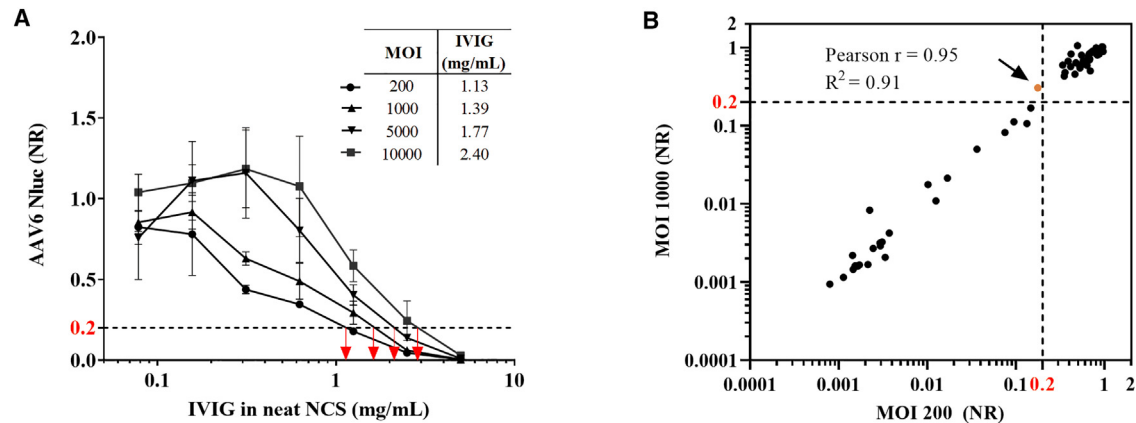 A
2.0
1.5
1.0
0.5
0.2
0.0
AAV6 Nluc (NR)
0.1
1
10
IVIG in neat NCS (mg/mL)
MOI IVIG (mg/mL)
200 1.13
1000 1.39
5000 1.77
10000 2.40
B
2
1
0.2
0.1
0.01
0.001
0.0001
MOI 1000 (NR)
Pearson r = 0.95
R² = 0.91
0.0001 0.001 0.01 0.1 0.2 1 2
MOI 200 (NR)